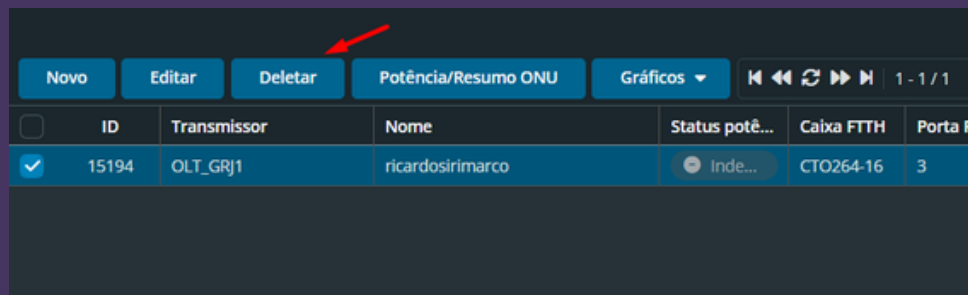 Novo Editar Deletar Potência/Resumo ONU Gráficos 1 - 1 / 1
ID Transmissor Nome Status potê... Caixa FTTH Porta F
15194 OLT_GRJ1 ricardosirimarco Inde... CTO264-16 3